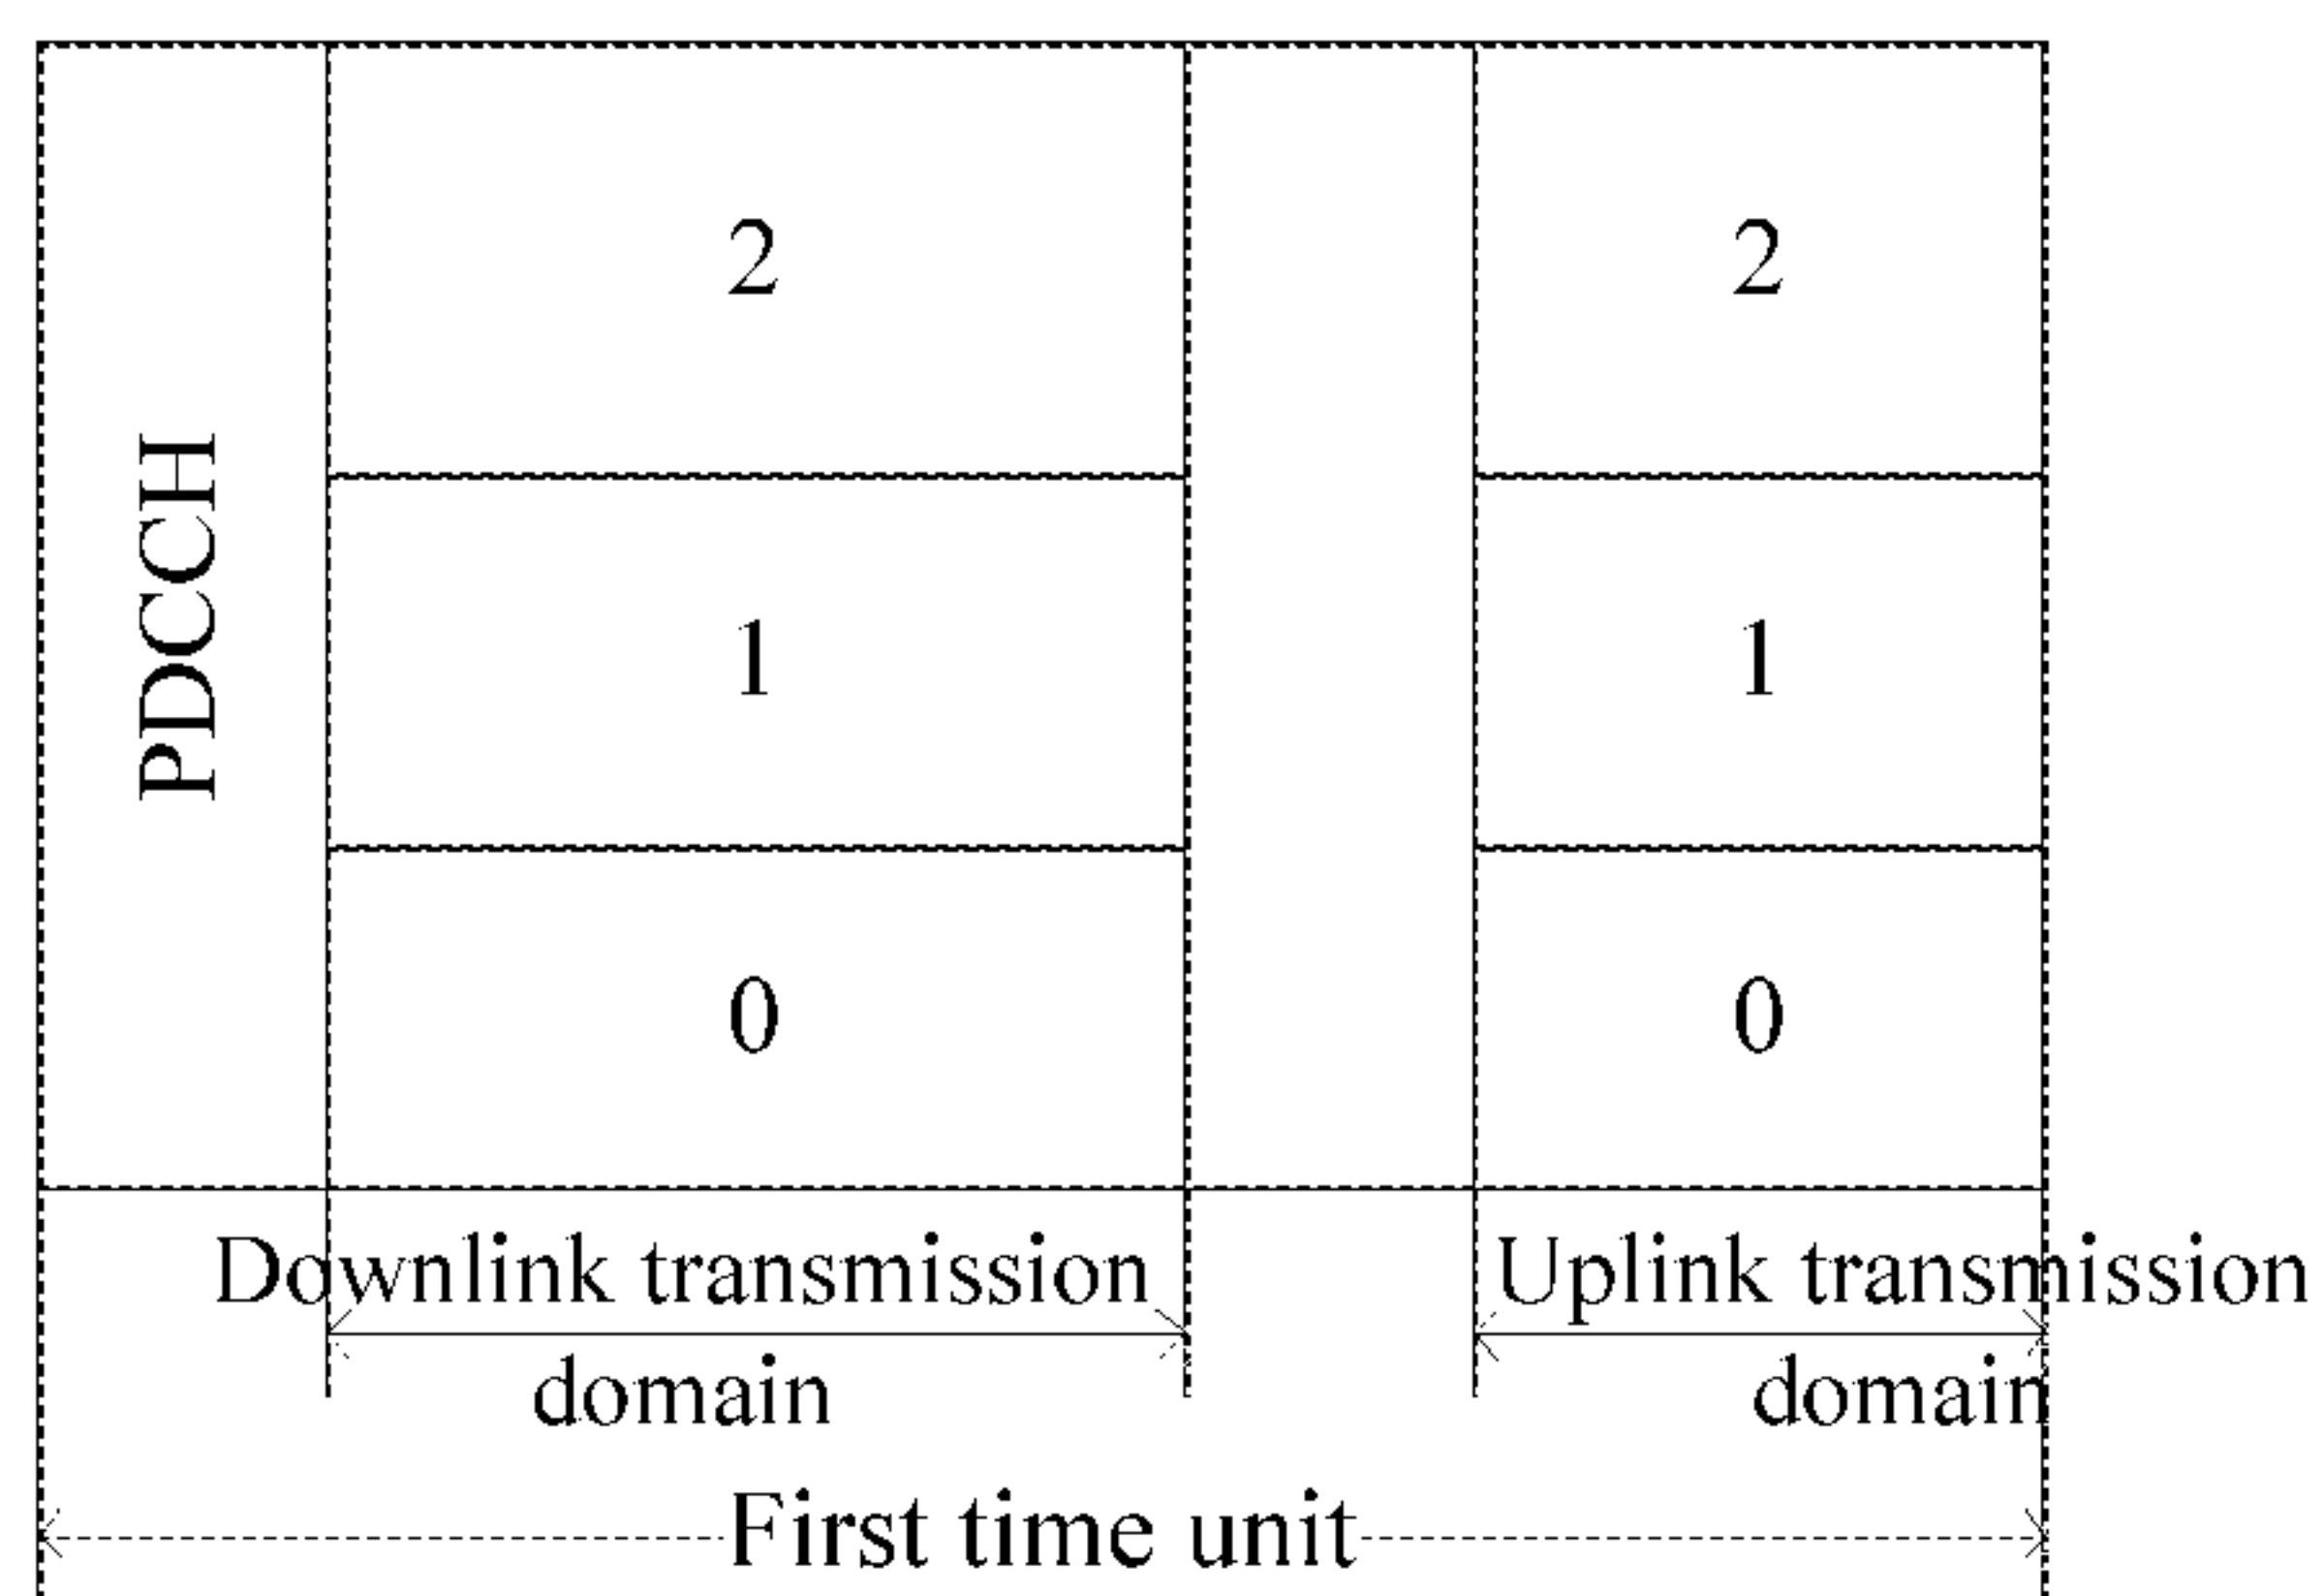 PDCCH
2
2
1
1
0
0
Downlink transmission
domain
Uplink transmission
domain
First time unit